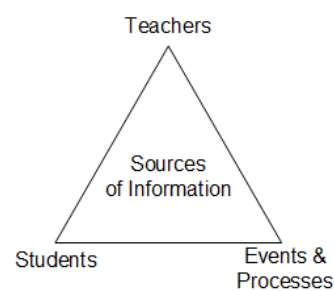 Teachers
Sources
of Information
Students
Events &
Processes